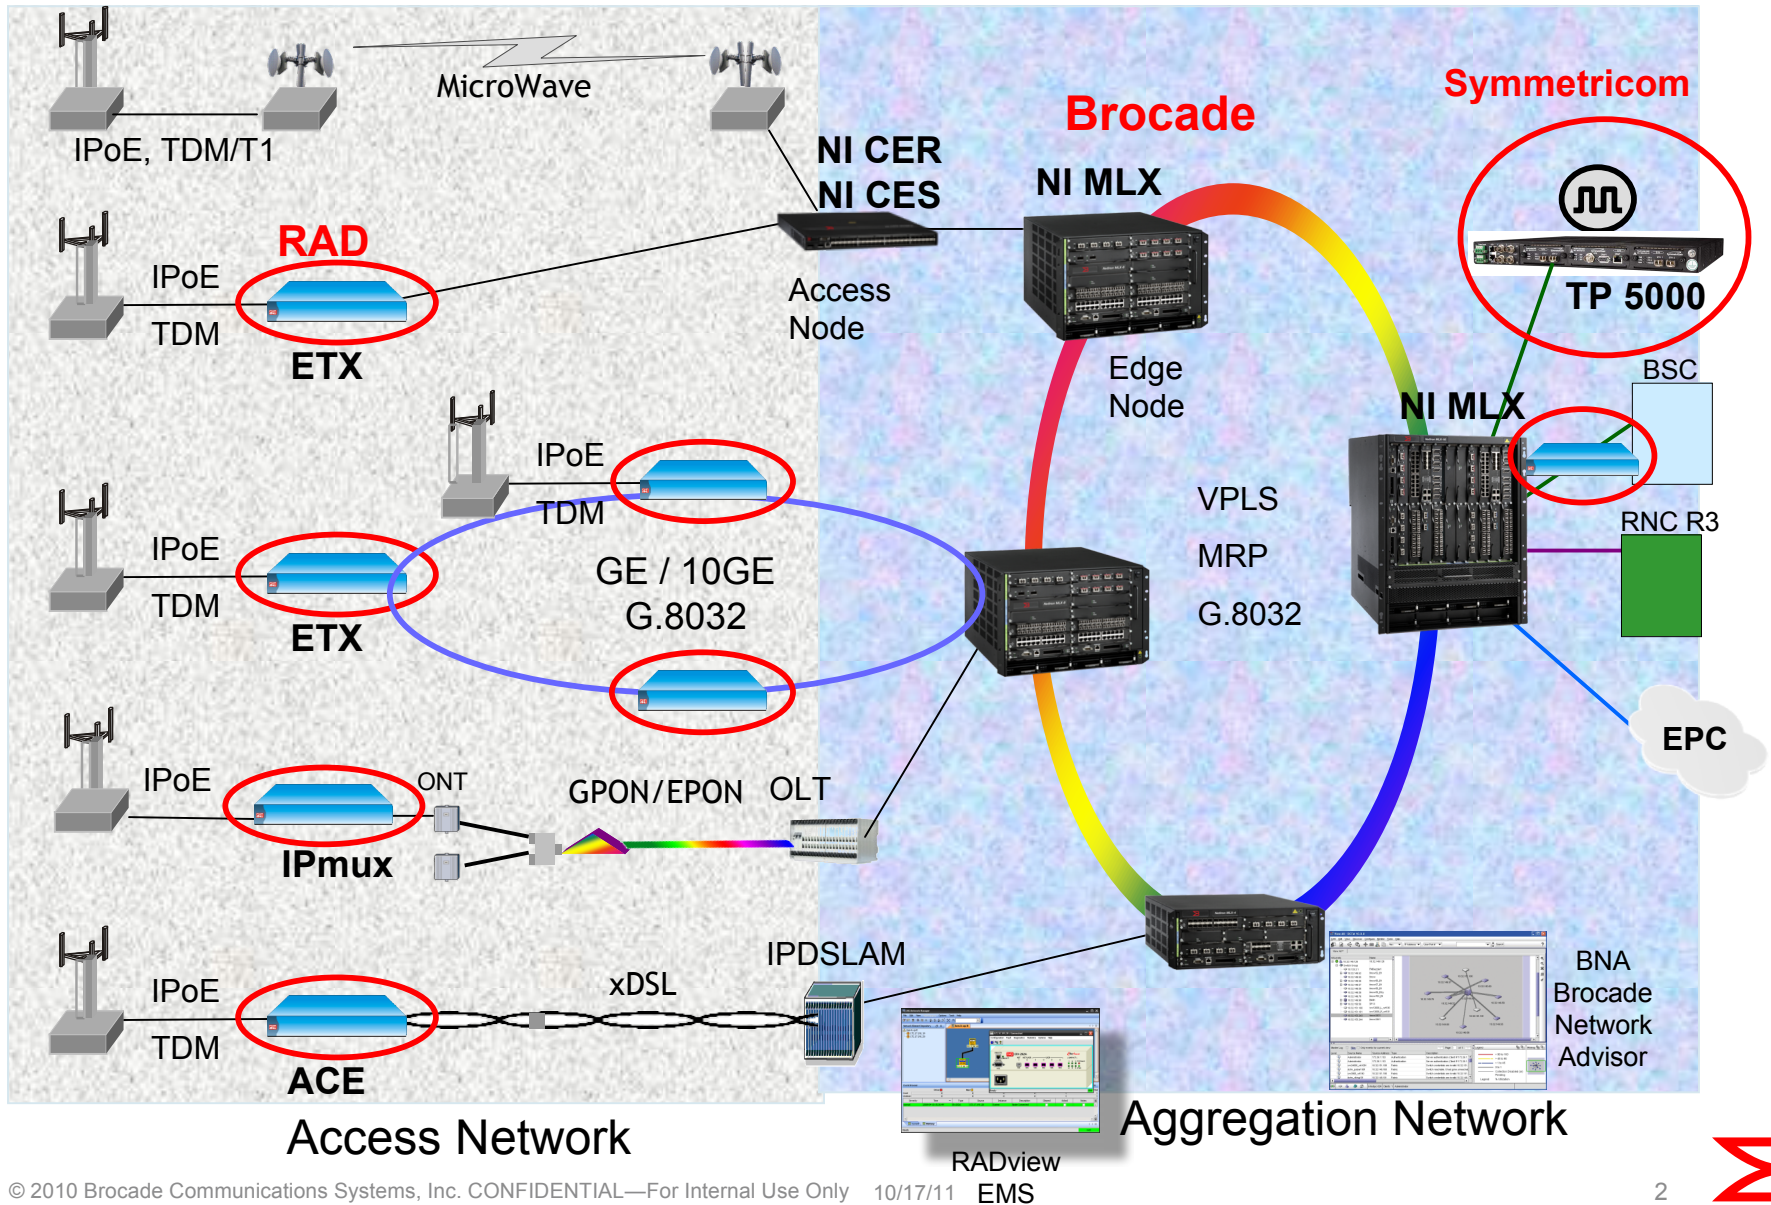 MicroWave
IPoE, TDM/T1
Symmetricom
Brocade
NI CER
NI CES
NI MLX
RAD
IPoE
TDM
ETX
Access
Node
TP 5000
Edge
Node
BSC
NI MLX
IPoE
TDM
VPLS
MRP
G.8032
RNC R3
IPoE
TDM
ETX
GE / 10GE
G.8032
EPC
IPoE
ONT
GPON/EPON
OLT
IPmux
IPDSLAM
xDSL
IPoE
TDM
ACE
BNA
Brocade
Network
Advisor
Access Network
Aggregation Network
RADview
EMS
© 2010 Brocade Communications Systems, Inc. CONFIDENTIAL—For Internal Use Only
10/17/11
2